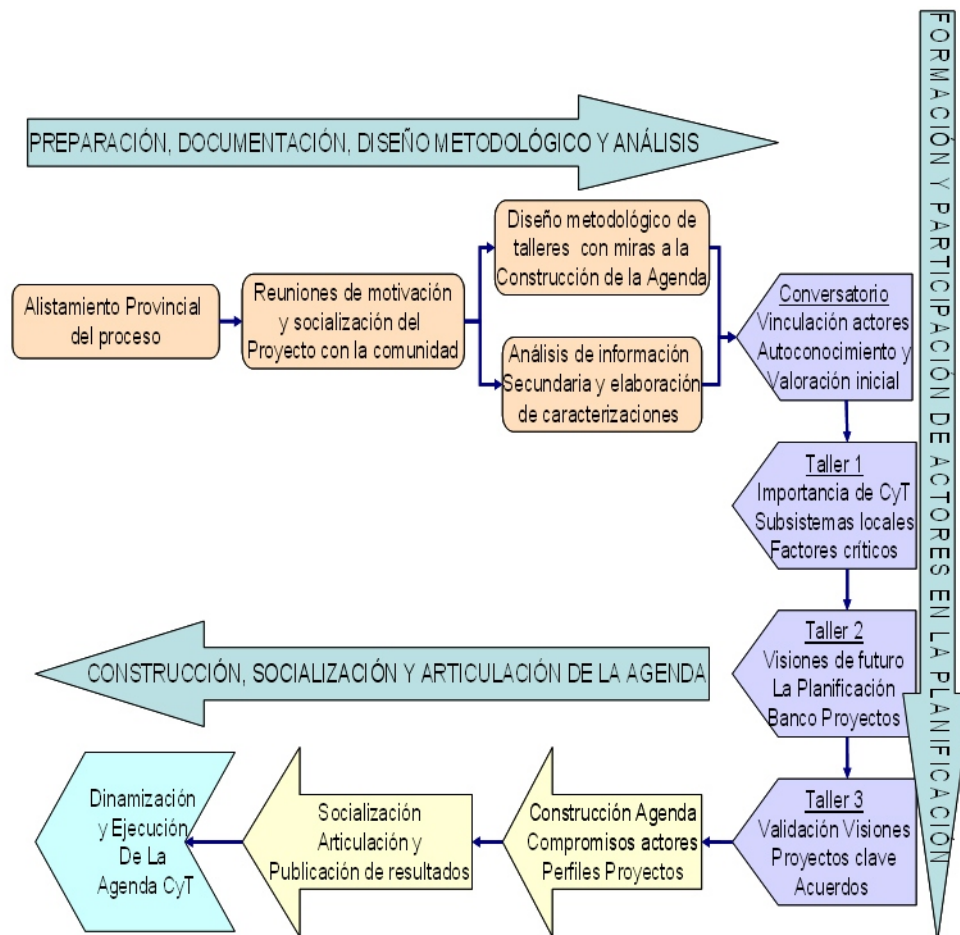 PREPARACIÓN, DOCUMENTACIÓN, DISEÑO METODOLÓGICO Y ANÁLISIS
Alistamiento Provincial
del proceso
Reuniones de motivación
y socialización del
Proyecto con la comunidad
Diseño metodológico de
talleres con miras a la
Construcción de la Agenda
Análisis de información
Secundaria y elaboración
de caracterizaciones
Conversatorio
Vinculación actores
Autoconocimiento y
Valoración inicial
Taller 1
Importancia de CyT
Subsistemas locales
Factores críticos
Taller 2
Visiones de futuro
La Planificación
Banco Proyectos
Taller 3
Validación Visiones
Proyectos clave
Acuerdos
FORMACIÓN Y PARTICIPACIÓN DE ACTORES EN LA PLANIFICACIÓN
CONSTRUCCIÓN, SOCIALIZACIÓN Y ARTICULACIÓN DE LA AGENDA
Construcción Agenda
Compromisos actores
Perfiles Proyectos
Socialización
Articulación y
Publicación de resultados
Dinamización
y Ejecución
De La
Agenda CyT